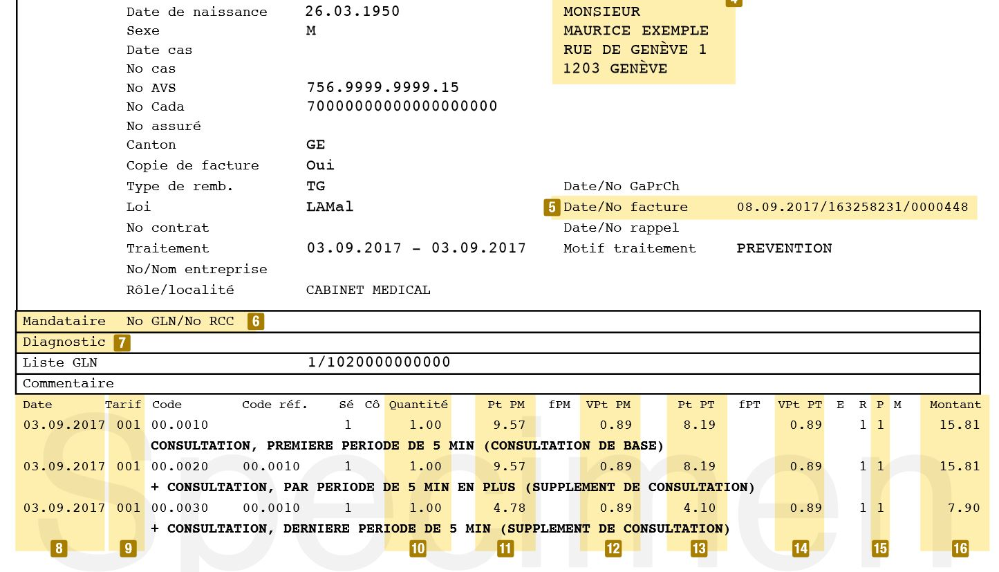 Date de naissance 26.03.1950 MONSIEUR 4
Sexe M MAURICE EXEMPLE
Date cas RUE DE GENÈVE 1
No cas 1203 GENÈVE
No AVS 756.9999.9999.15
No Cada 70000000000000000000
No assuré
Canton GE
Copie de facture Oui
Type de remb. TG Date/No GaPrCh
Loi LAMal 5 Date/No facture 08.09.2017/163258231/0000448
No contrat Date/No rappel
Traitement 03.09.2017 – 03.09.2017 Motif traitement PREVENTION
No/Nom entreprise
Rôle/localité CABINET MEDICAL
Mandataire No GLN/No RCC 6
Diagnostic 7
Liste GLN 1/1020000000000
Commentaire
Date Tarif Code Code réf. Sé Cô Quantité Pt PM fPM VPt PM Pt PT fPT VPt PT E R P M Montant
03.09.2017 001 00.0010 1 1.00 9.57 0.89 8.19 0.89 1 1 15.81
CONSULTATION, PREMIERE PERIODE DE 5 MIN (CONSULTATION DE BASE)
03.09.2017 001 00.0020 00.0010 1 1.00 9.57 0.89 8.19 0.89 1 1 15.81
+ CONSULTATION, PAR PERIODE DE 5 MIN EN PLUS (SUPPLEMENT DE CONSULTATION)
03.09.2017 001 00.0030 00.0010 1 1.00 4.78 0.89 4.10 0.89 1 1 7.90
+ CONSULTATION, DERNIERE PERIODE DE 5 MIN (SUPPLEMENT DE CONSULTATION)
8 9 10 11 12 13 14 15 16
Specimen